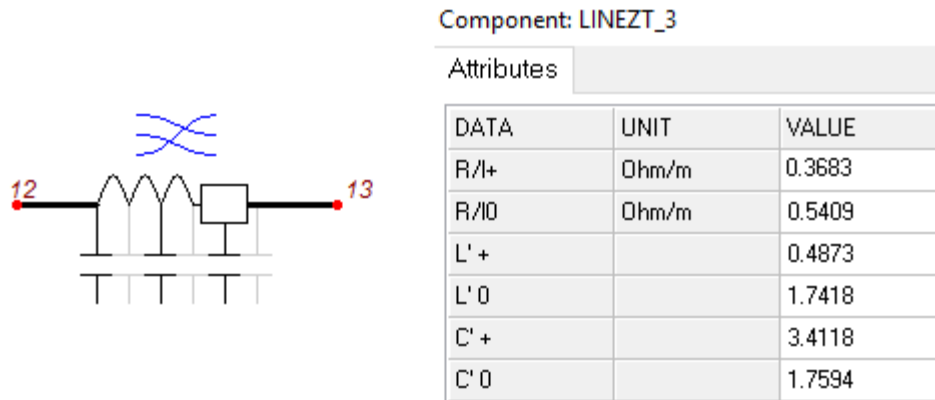 Component: LINEZT_3
Attributes
DATA UNIT VALUE
R/l+ Ohm/m 0.3683
R/l0 Ohm/m 0.5409
L' + 0.4873
L' 0 1.7418
C' + 3.4118
C' 0 1.7594
12
13